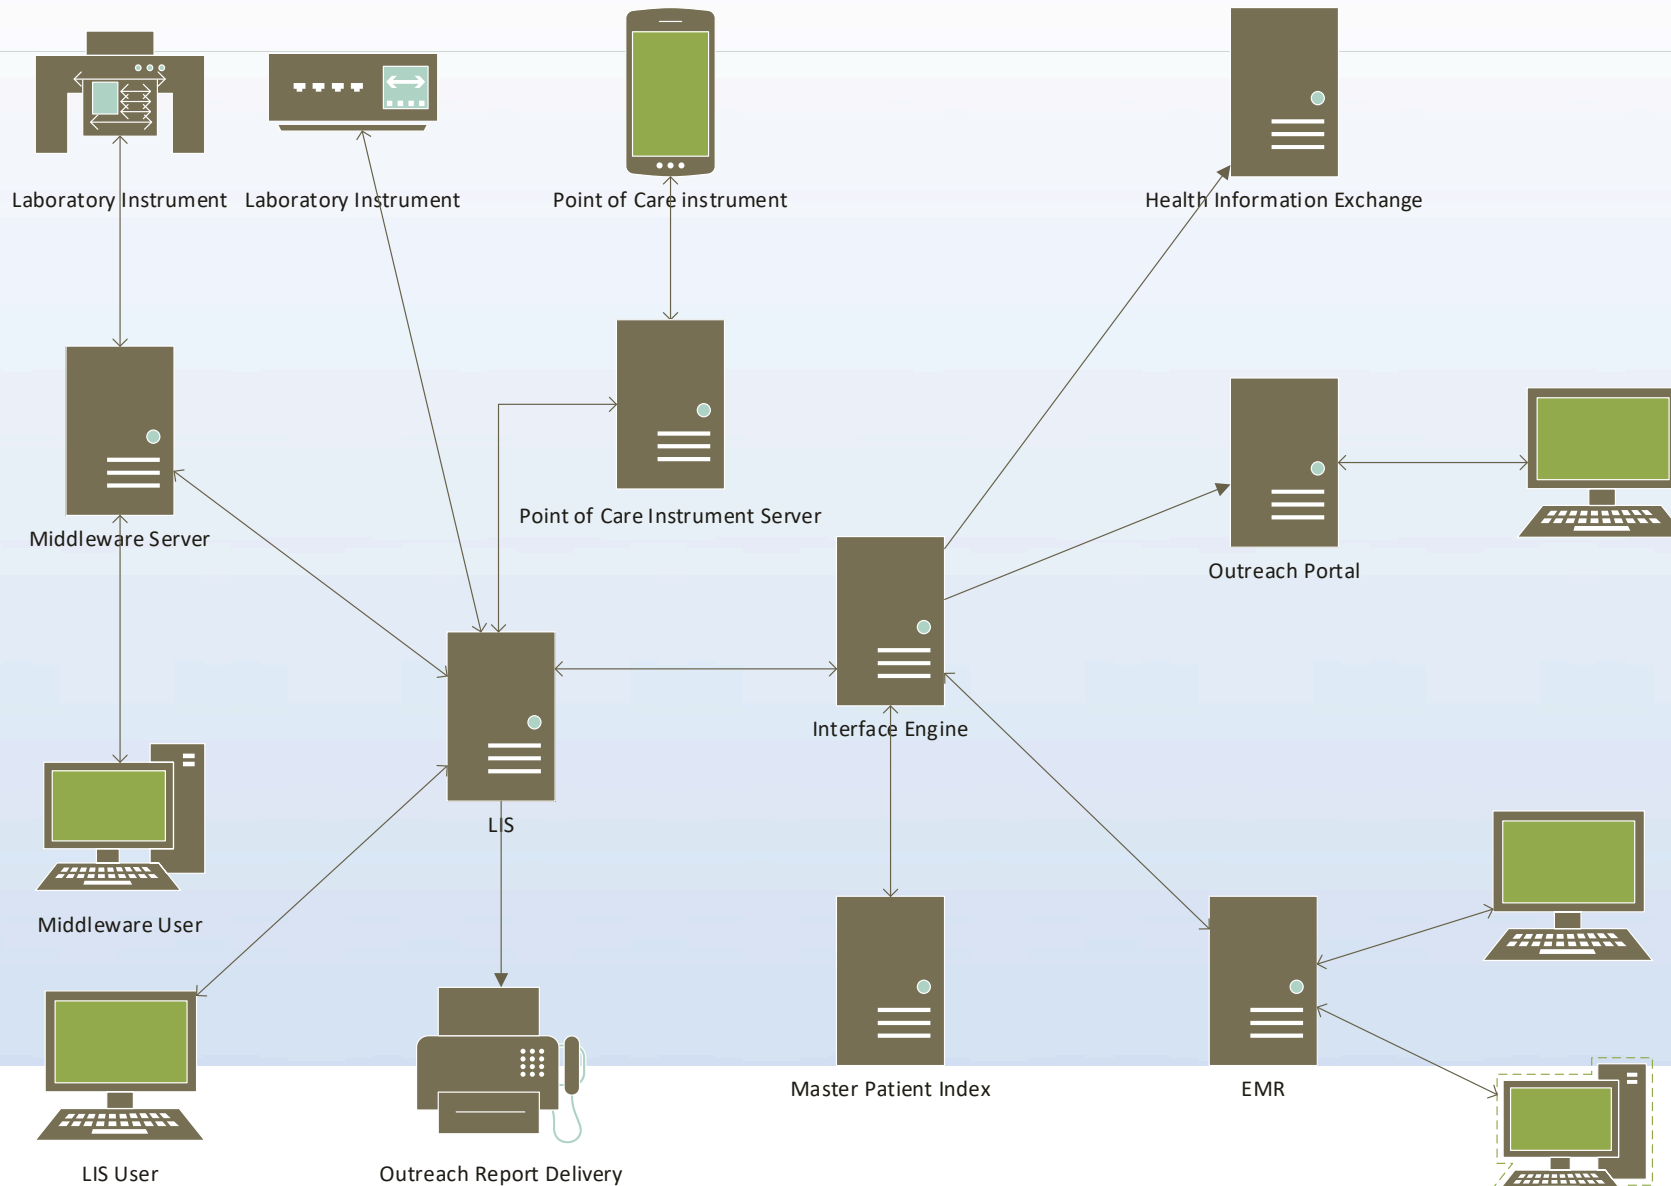 Laboratory Instrument
Laboratory Instrument
Point of Care instrument
Health Information Exchange
Point of Care Instrument Server
Middleware Server
Outreach Portal
Interface Engine
LIS
Middleware User
Master Patient Index
EMR
LIS User
Outreach Report Delivery